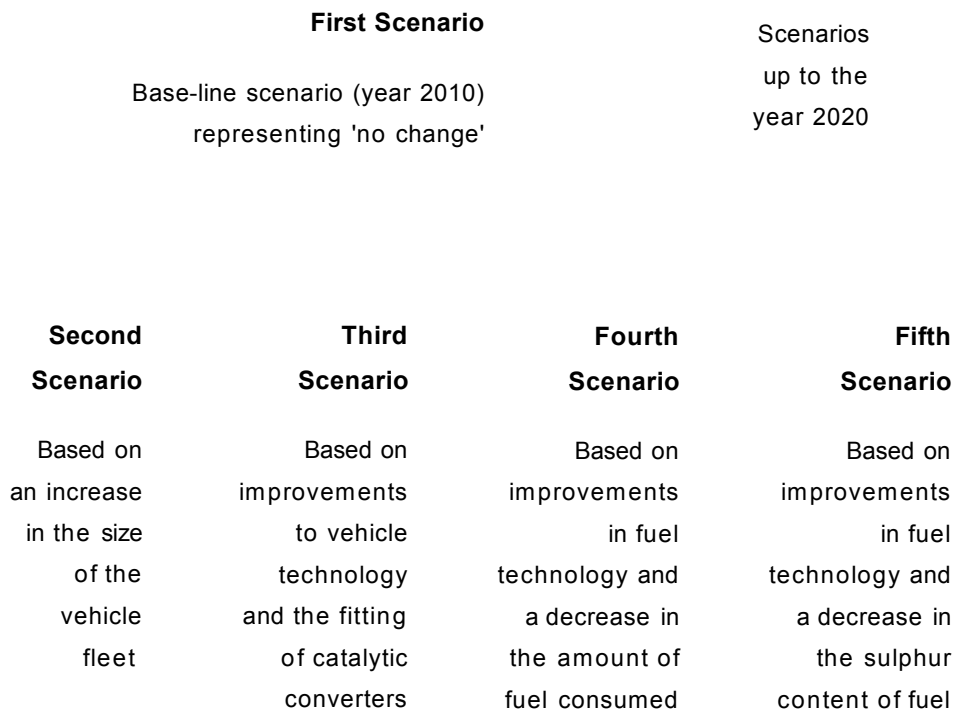 First Scenario
Base-line scenario (year 2010)
representing 'no change'
Scenarios
up to the
year 2020
Second
Scenario
Based on
an increase
in the size
of the
vehicle
fleet
Third
Scenario
Based on
improvements
to vehicle
technology
and the fitting
of catalytic
converters
Fourth
Scenario
Based on
improvements
in fuel
technology and
a decrease in
the amount of
fuel consumed
Fifth
Scenario
Based on
improvements
in fuel
technology and
a decrease in
the sulphur
content of fuel